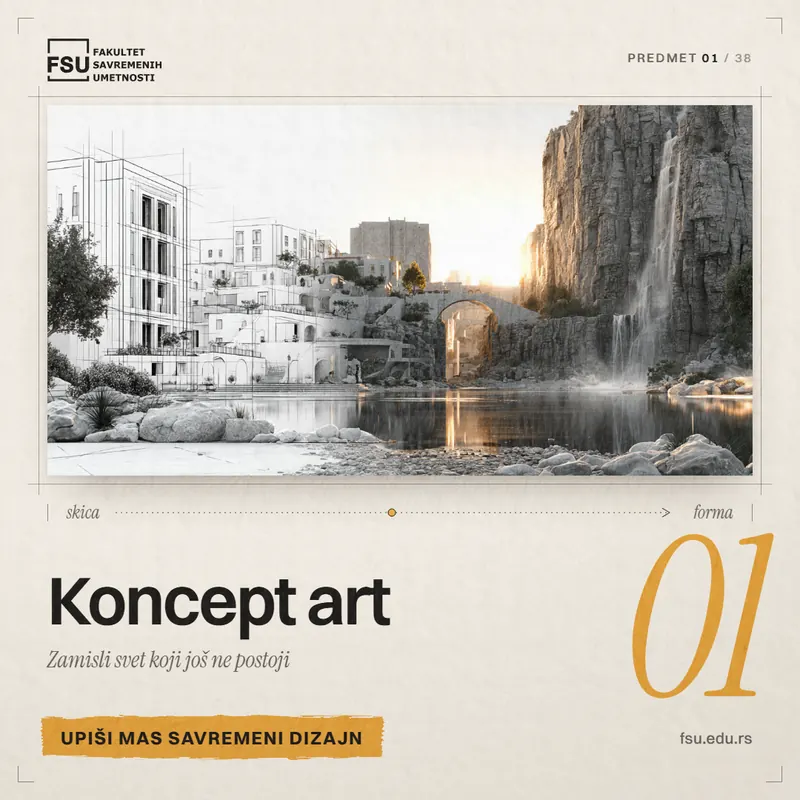 FSU
FAKULTET
SAVREMENIH
UMETNOSTI
PREDMET 01 / 38
skica
forma
01
Koncept art
Zamisli svet koji još ne postoji
UPIŠI MAS SAVREMENI DIZAJN
fsu.edu.rs